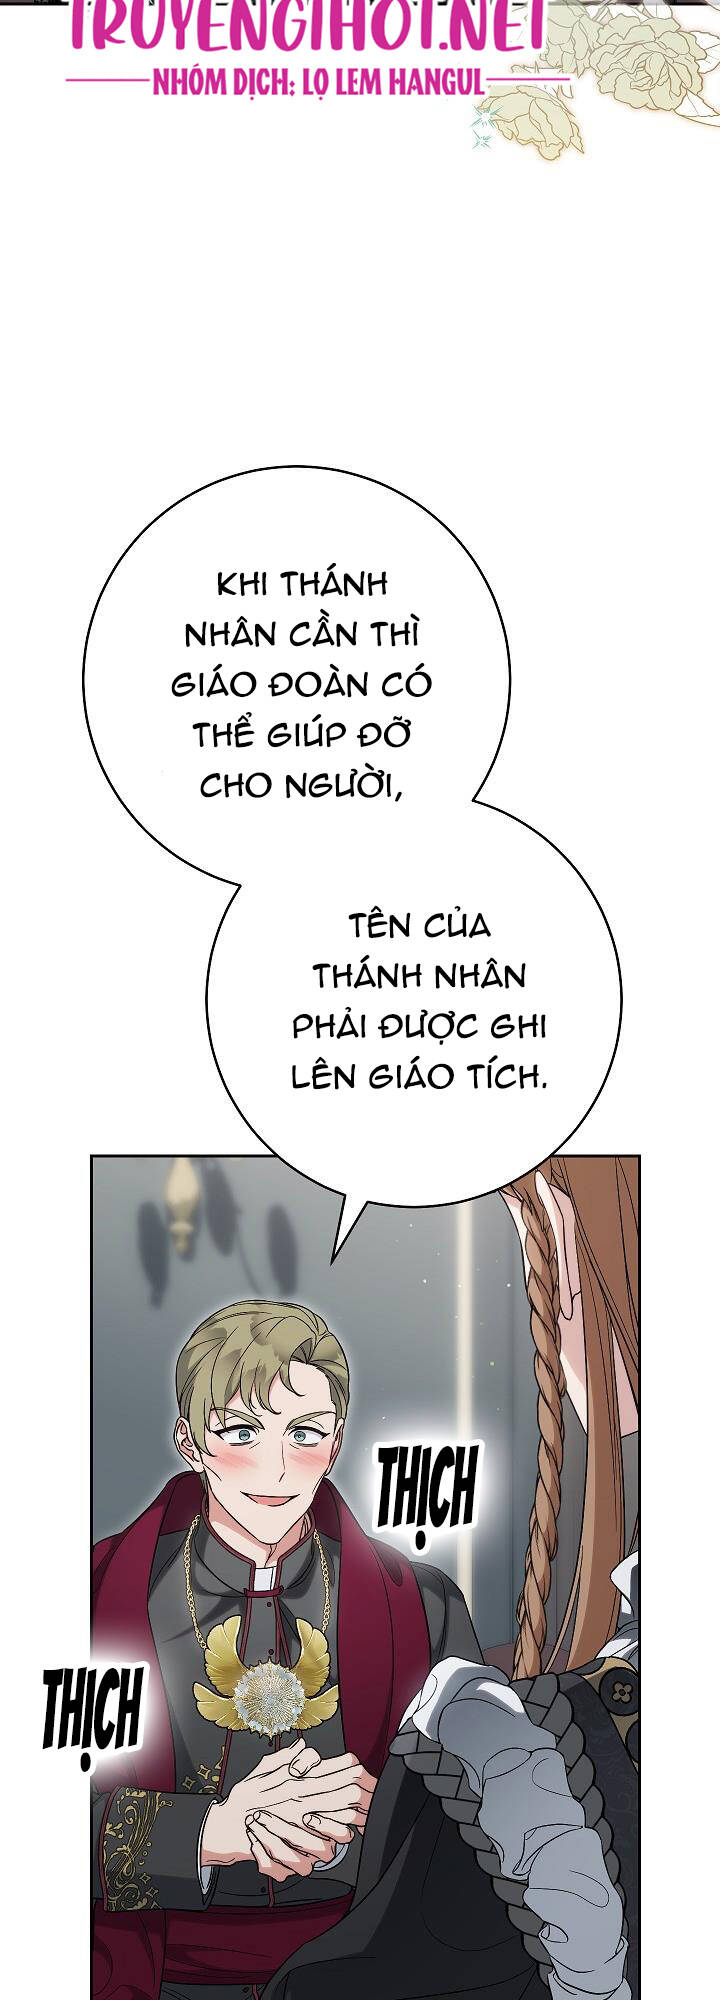 TRUYENGIHOT.NET
NHÓM DỊCH: LỌ LEM HANGUL
KHI THÁNH
NHÂN CẦN THÌ
GIÁO ĐOÀN CÓ
THỂ GIÚP ĐỠ
CHO NGƯỜI,
TÊN CỦA
THÁNH NHÂN
PHẢI ĐƯỢC GHI
LÊN GIÁO TÍCH.
THỊCH
THỊCH